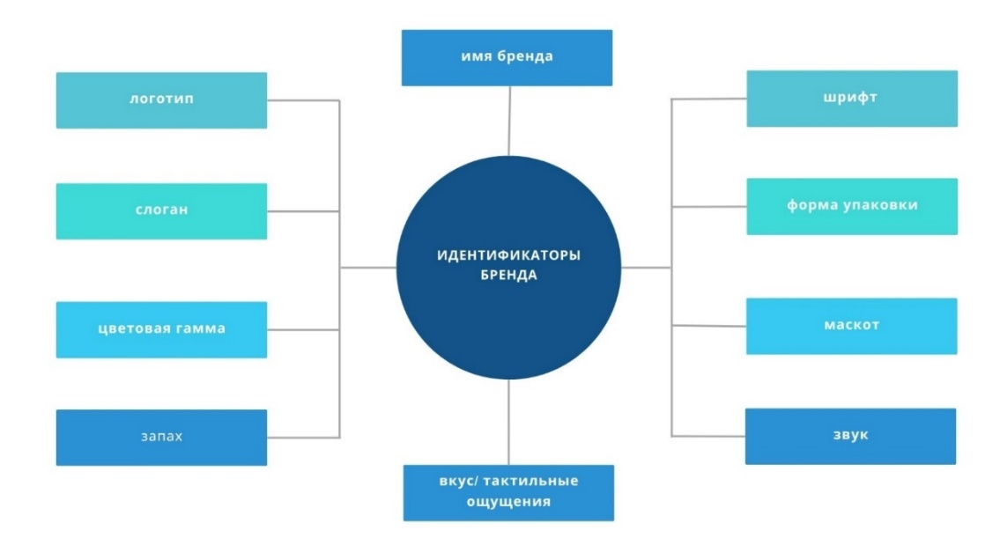 имя бренда
логотип
шрифт
слоган
форма упаковки
ИДЕНТИФИКАТОРЫ
БРЕНДА
цветовая гамма
маскот
запах
звук
вкус/ тактильные
ощущения